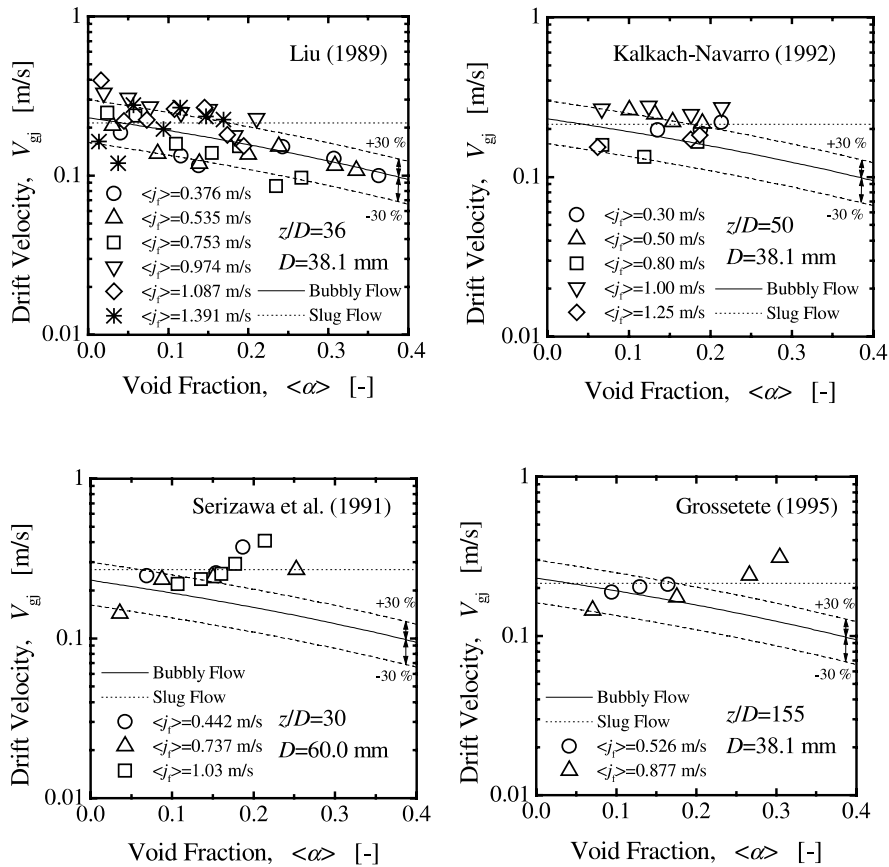 Liu (1989)
Drift Velocity, V_gj [m/s]
1
0.1
0.01
+30 %
-30 %
<j_f>=0.376 m/s
<j_f>=0.535 m/s
<j_f>=0.753 m/s
<j_f>=0.974 m/s
<j_f>=1.087 m/s
<j_f>=1.391 m/s
z/D=36
D=38.1 mm
Bubbly Flow
Slug Flow
0.0 0.1 0.2 0.3 0.4
Void Fraction, <α> [-]
Kalkach-Navarro (1992)
Drift Velocity, V_gj [m/s]
1
0.1
0.01
+30 %
-30 %
<j_f>=0.30 m/s
<j_f>=0.50 m/s
<j_f>=0.80 m/s
<j_f>=1.00 m/s
<j_f>=1.25 m/s
z/D=50
D=38.1 mm
Bubbly Flow
Slug Flow
0.0 0.1 0.2 0.3 0.4
Void Fraction, <α> [-]
Serizawa et al. (1991)
Drift Velocity, V_gj [m/s]
1
0.1
0.01
+30 %
-30 %
Bubbly Flow
Slug Flow
<j_f>=0.442 m/s
<j_f>=0.737 m/s
<j_f>=1.03 m/s
z/D=30
D=60.0 mm
0.0 0.1 0.2 0.3 0.4
Void Fraction, <α> [-]
Grossetete (1995)
Drift Velocity, V_gj [m/s]
1
0.1
0.01
+30 %
-30 %
Bubbly Flow
Slug Flow
<j_f>=0.526 m/s
<j_f>=0.877 m/s
z/D=155
D=38.1 mm
0.0 0.1 0.2 0.3 0.4
Void Fraction, <α> [-]